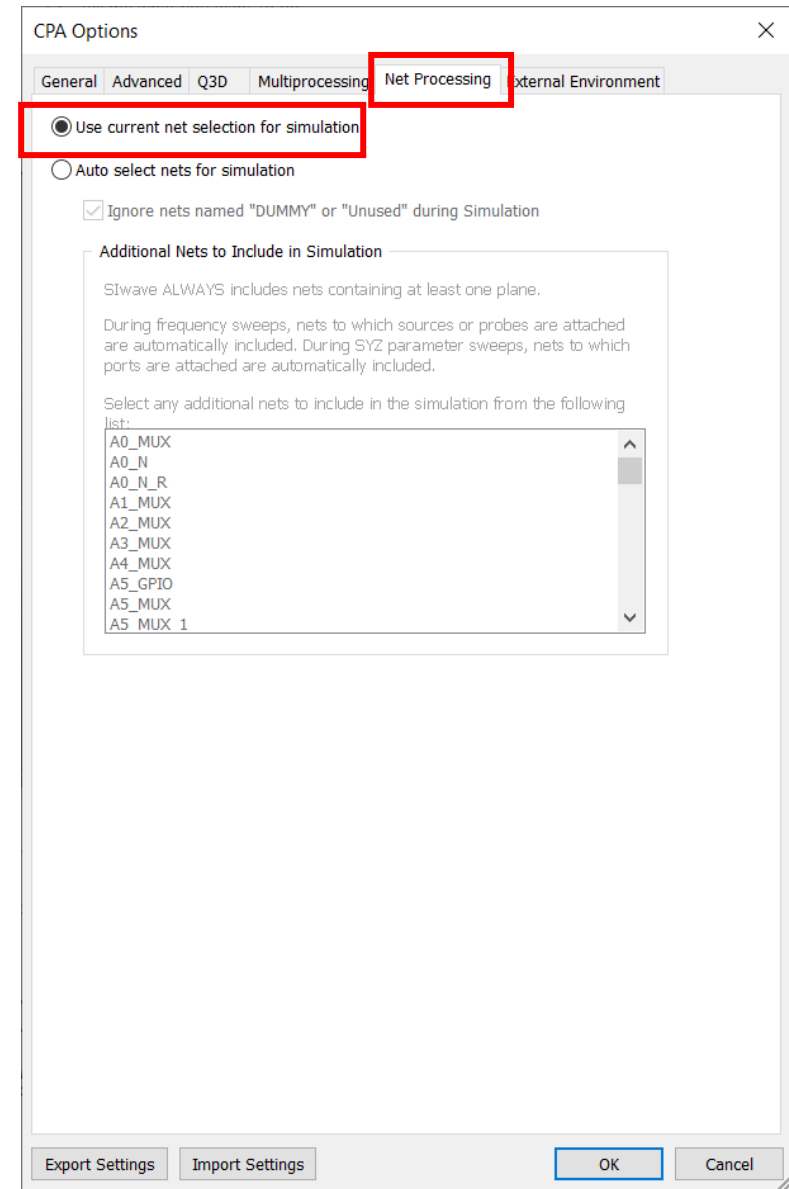 CPA Options
General Advanced Q3D Multiprocessing Net Processing External Environment
Use current net selection for simulation
Auto select nets for simulation
Ignore nets named "DUMMY" or "Unused" during Simulation
Additional Nets to Include in Simulation
SIwave ALWAYS includes nets containing at least one plane.
During frequency sweeps, nets to which sources or probes are attached
are automatically included. During SYZ parameter sweeps, nets to which
ports are attached are automatically included.
Select any additional nets to include in the simulation from the following
list:
A0_MUX
A0_N
A0_N_R
A1_MUX
A2_MUX
A3_MUX
A4_MUX
A5_GPIO
A5_MUX
A5_MUX_1
Export Settings Import Settings OK Cancel